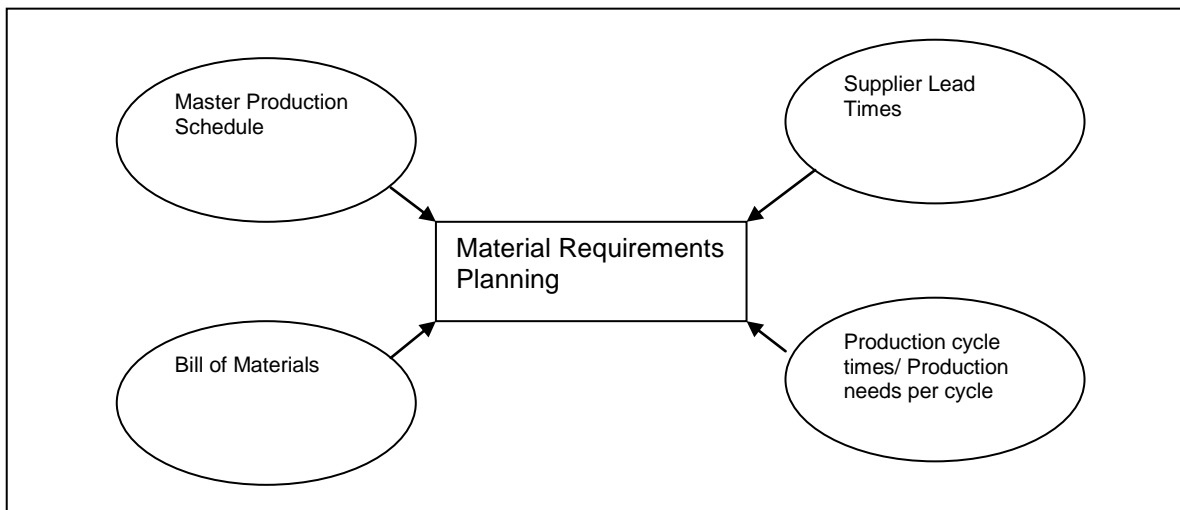 Master Production
Schedule
Supplier Lead
Times
Material Requirements
Planning
Bill of Materials
Production cycle
times/ Production
needs per cycle